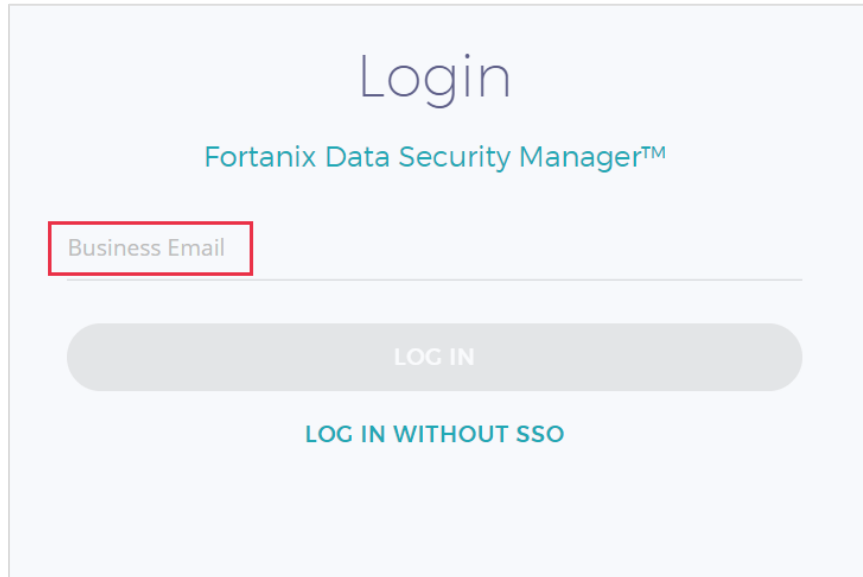 Login
Fortanix Data Security Manager™
Business Email
LOG IN
LOG IN WITHOUT SSO